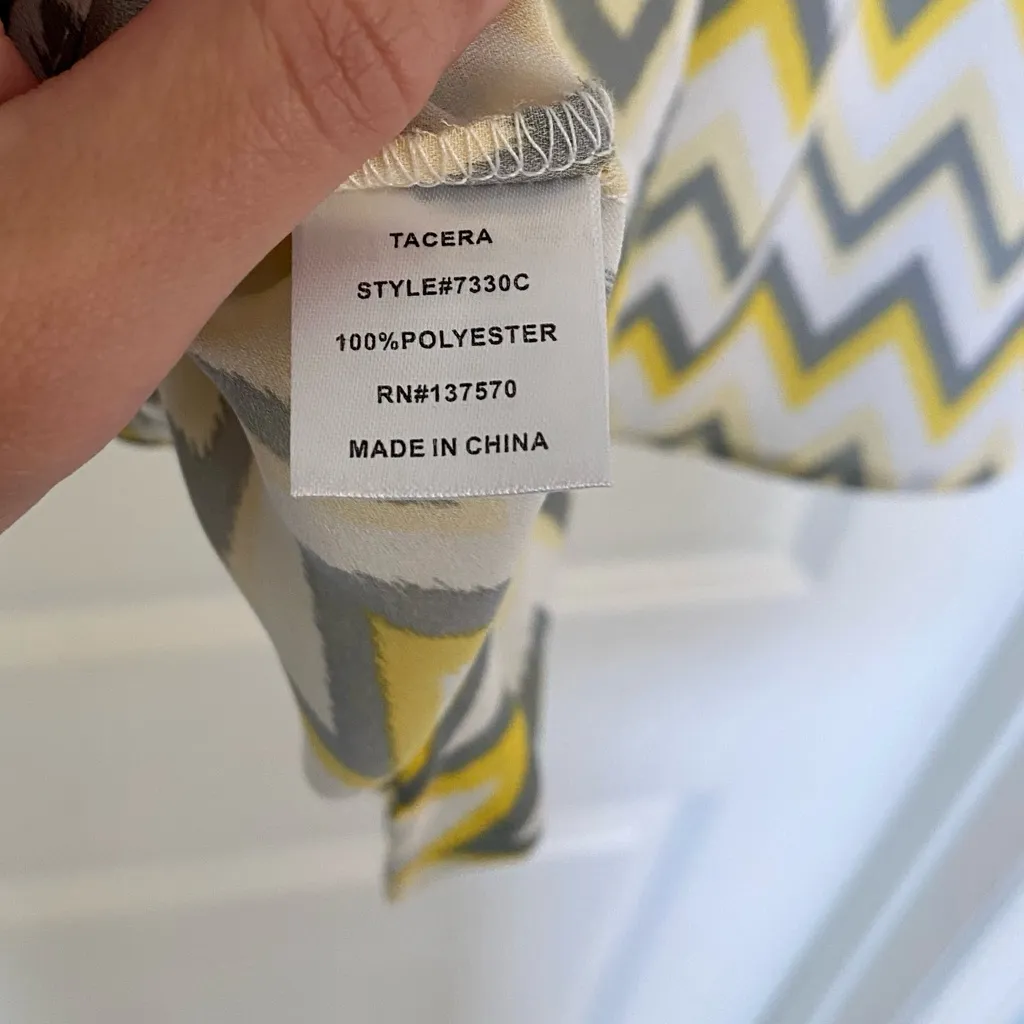 TACERA
STYLE#7330C
100%POLYESTER
RN#137570
MADE IN CHINA